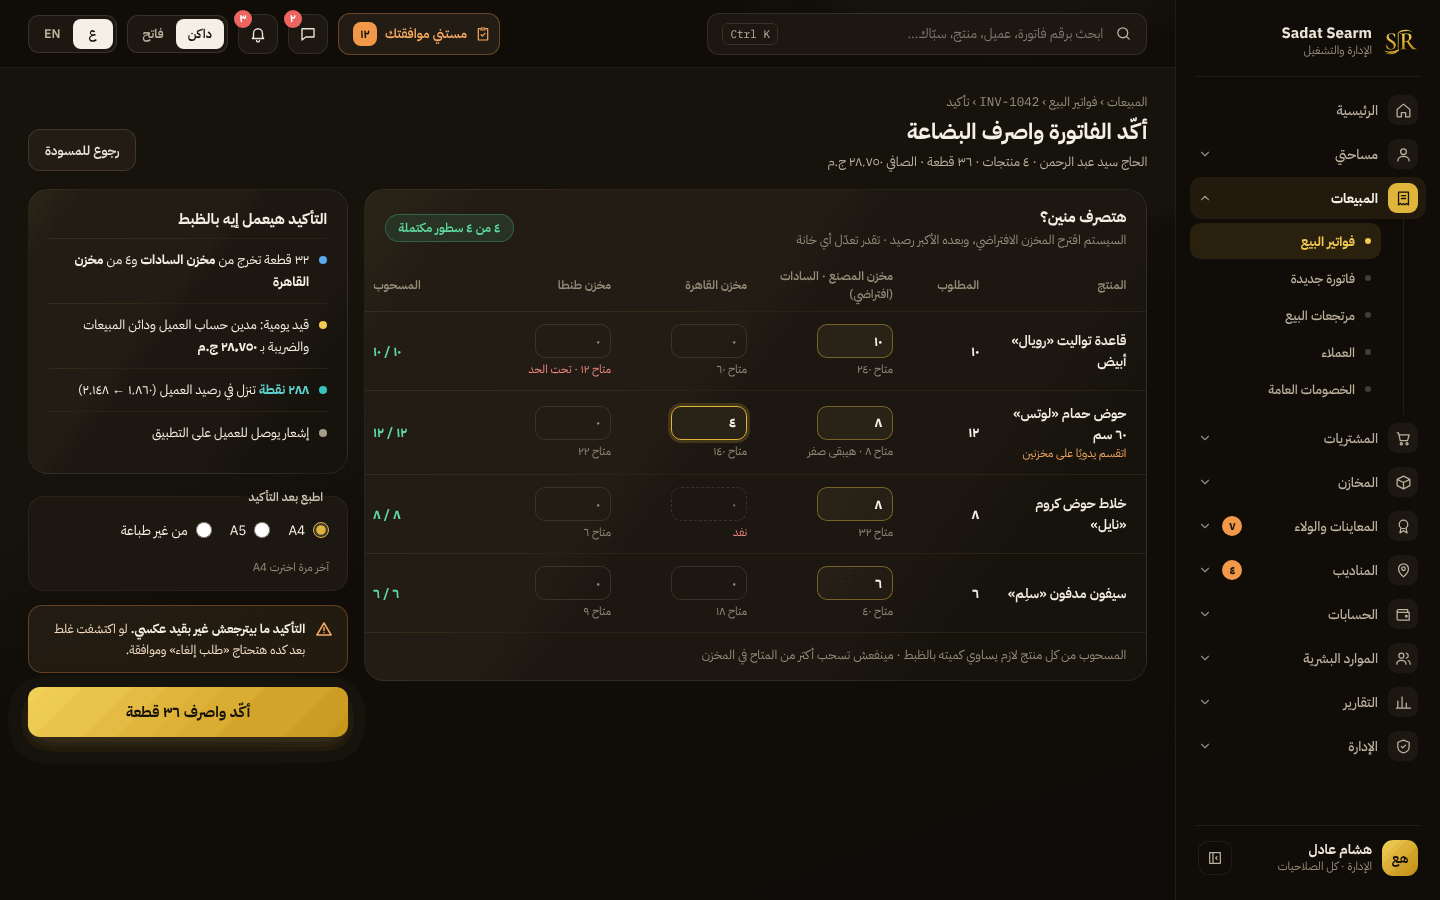 Sadat Searm
الإدارة والتشغيل
SR
الرئيسية
مساحتي
المبيعات
فواتير البيع
فاتورة جديدة
مرتجعات البيع
العملاء
الخصومات العامة
المشتريات
المخازن
المعاينات والولاء
٧
المناديب
٤
الحسابات
الموارد البشرية
التقارير
الإدارة
هع
هشام عادل
الإدارة · كل الصلاحيات
ابحث برقم فاتورة، عميل، منتج، سبّاك...
Ctrl K
مستني موافقتك
١٢
٢
٣
داكن
فاتح
ع
EN
المبيعات › فواتير البيع › INV-1042 › تأكيد
أكّد الفاتورة واصرف البضاعة
الحاج سيد عبد الرحمن · ٤ منتجات · ٣٦ قطعة · الصافي ٢٨,٧٥٠ ج.م
رجوع للمسودة
هتصرف منين؟
السيستم اقترح المخزن الافتراضي، وبعده الأكبر رصيد · تقدر تعدّل أي خانة
٤ من ٤ سطور مكتملة
المنتج
المطلوب
مخزن المصنع · السادات
(افتراضي)
مخزن القاهرة
مخزن طنطا
المسحوب
قاعدة تواليت «رويال»
أبيض
١٠
١٠
متاح ٢٤٠
٠
متاح ٦٠
٠
متاح ١٢ · تحت الحد
١٠ / ١٠
حوض حمام «لوتس»
٦٠ سم
اتقسم يدويًا على مخزنين
١٢
٨
متاح ٨ · هيبقى صفر
٤
متاح ١٤٠
٠
متاح ٢٢
١٢ / ١٢
خلاط حوض كروم
«نايل»
٨
٨
متاح ٣٢
٠
نفد
٠
متاح ٦
٨ / ٨
سيفون مدفون «سليم»
٦
٦
متاح ٤٠
٠
متاح ١٨
٠
متاح ٩
٦ / ٦
المسحوب من كل منتج لازم يساوي كميته بالظبط · مينفعش تسحب أكتر من المتاح في المخزن
التأكيد هيعمل إيه بالظبط
٣٢ قطعة تخرج من مخزن السادات و٤ من مخزن
القاهرة
قيد يومية: مدين حساب العميل ودائن المبيعات
والضريبة بـ ٢٨,٧٥٠ ج.م
٢٨٨ نقطة تنزل في رصيد العميل (١,٨٦٠ ← ٢,١٤٨)
إشعار يوصل للعميل على التطبيق
اطبع بعد التأكيد
A4
A5
من غير طباعة
آخر مرة اخترت A4
التأكيد ما بيترجعش غير بقيد عكسي. لو اكتشفت غلط
بعد كده هتحتاج «طلب إلغاء» وموافقة.
أكّد واصرف ٣٦ قطعة